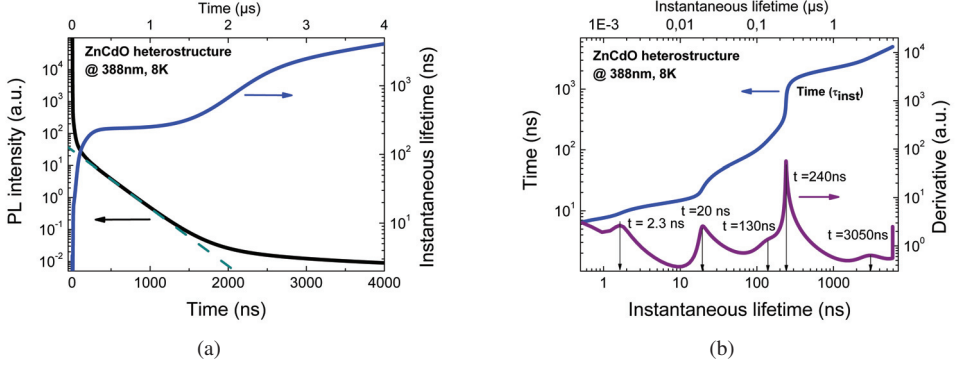 Time (µs)
0 1 2 3 4
ZnCdO heterostructure
@ 388nm, 8K
PL intensity (a.u.)
10⁴
10³
10²
10¹
10⁰
10⁻¹
10⁻²
Instantaneous lifetime (ns)
10³
10²
10¹
0 1000 2000 3000 4000
Time (ns)
(a)
Instantaneous lifetime (µs)
1E-3 0,01 0,1 1
ZnCdO heterostructure
@ 388nm, 8K
Time (τinst)
Time (ns)
10³
10²
10¹
Derivative (a.u.)
10⁴
10³
10²
10¹
10⁰
t =240ns
t =20 ns
t = 2.3 ns
t =130ns
t =3050ns
1 10 100 1000
Instantaneous lifetime (ns)
(b)